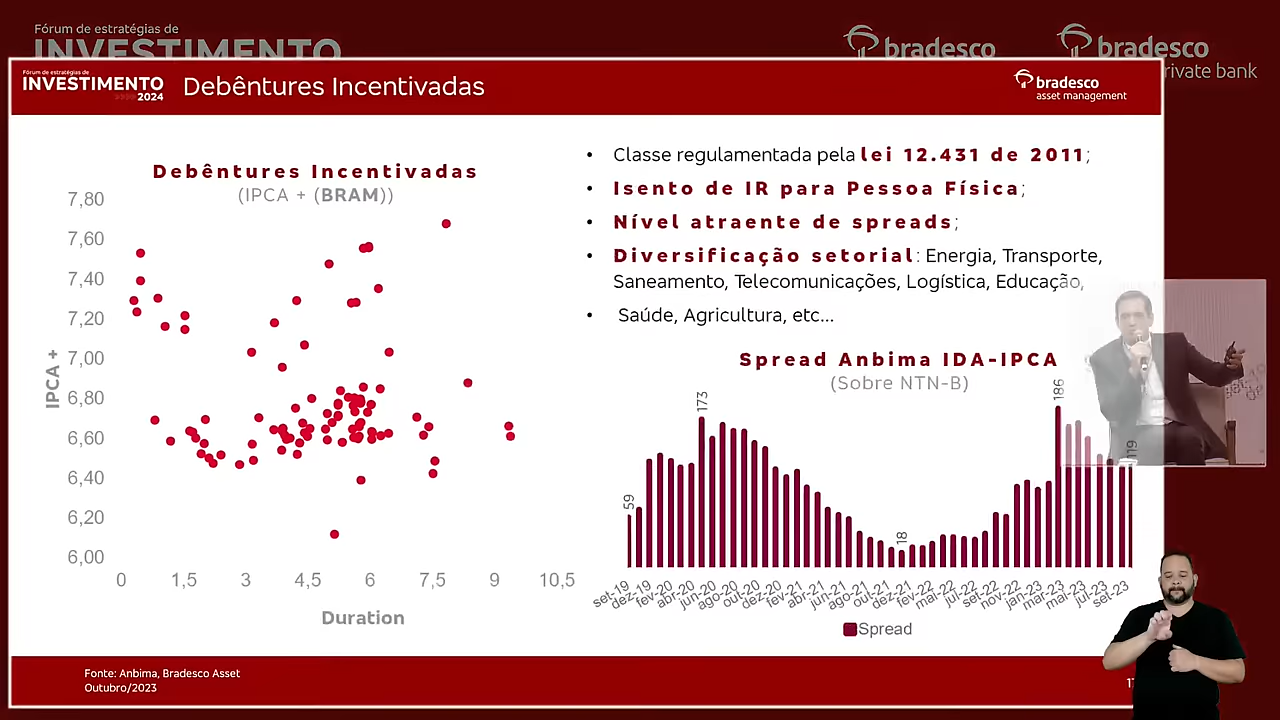 Fórum de estratégias de
INVESTIMENTO
bradesco
bradesco
private bank
Fórum de estratégias de
INVESTIMENTO
2024
Debêntures Incentivadas
bradesco
asset management
Debêntures Incentivadas
(IPCA + (BRAM))
7,80
7,60
7,40
7,20
7,00
6,80
6,60
6,40
6,20
6,00
IPCA +
0 1,5 3 4,5 6 7,5 9 10,5
Duration
• Classe regulamentada pela lei 12.431 de 2011;
• Isento de IR para Pessoa Física;
• Nível atraente de spreads;
• Diversificação setorial: Energia, Transporte,
Saneamento, Telecomunicações, Logística, Educação,
• Saúde, Agricultura, etc...
Spread Anbima IDA-IPCA
(Sobre NTN-B)
59
173
18
186
119
set-19 dez-19 fev-20 abr-20 jun-20 ago-20 out-20 dez-20 fev-21 abr-21 jun-21 ago-21 out-21 dez-21 fev-22 mar-22 jul-22 set-22 nov-22 jan-23 mar-23 mai-23 jul-23 set-23
Spread
Fonte: Anbima, Bradesco Asset
Outubro/2023